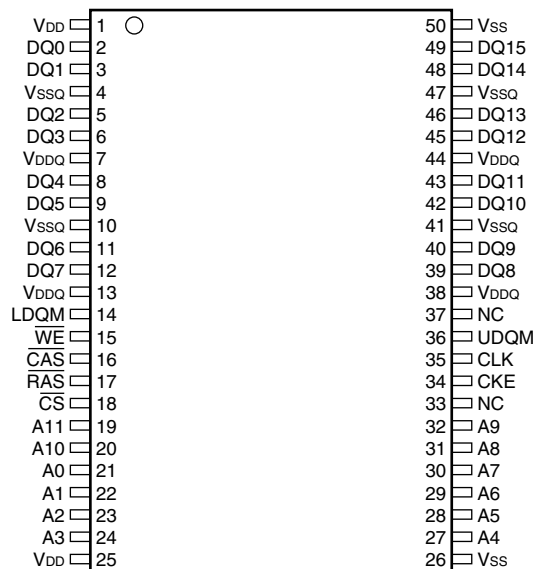 VDD 1 50 VSS
DQ0 2 49 DQ15
DQ1 3 48 DQ14
VSSQ 4 47 VSSQ
DQ2 5 46 DQ13
DQ3 6 45 DQ12
VDDQ 7 44 VDDQ
DQ4 8 43 DQ11
DQ5 9 42 DQ10
VSSQ 10 41 VSSQ
DQ6 11 40 DQ9
DQ7 12 39 DQ8
VDDQ 13 38 VDDQ
LDQM 14 37 NC
W̅E̅ 15 36 UDQM
C̅A̅S̅ 16 35 CLK
R̅A̅S̅ 17 34 CKE
C̅S̅ 18 33 NC
A11 19 32 A9
A10 20 31 A8
A0 21 30 A7
A1 22 29 A6
A2 23 28 A5
A3 24 27 A4
VDD 25 26 VSS